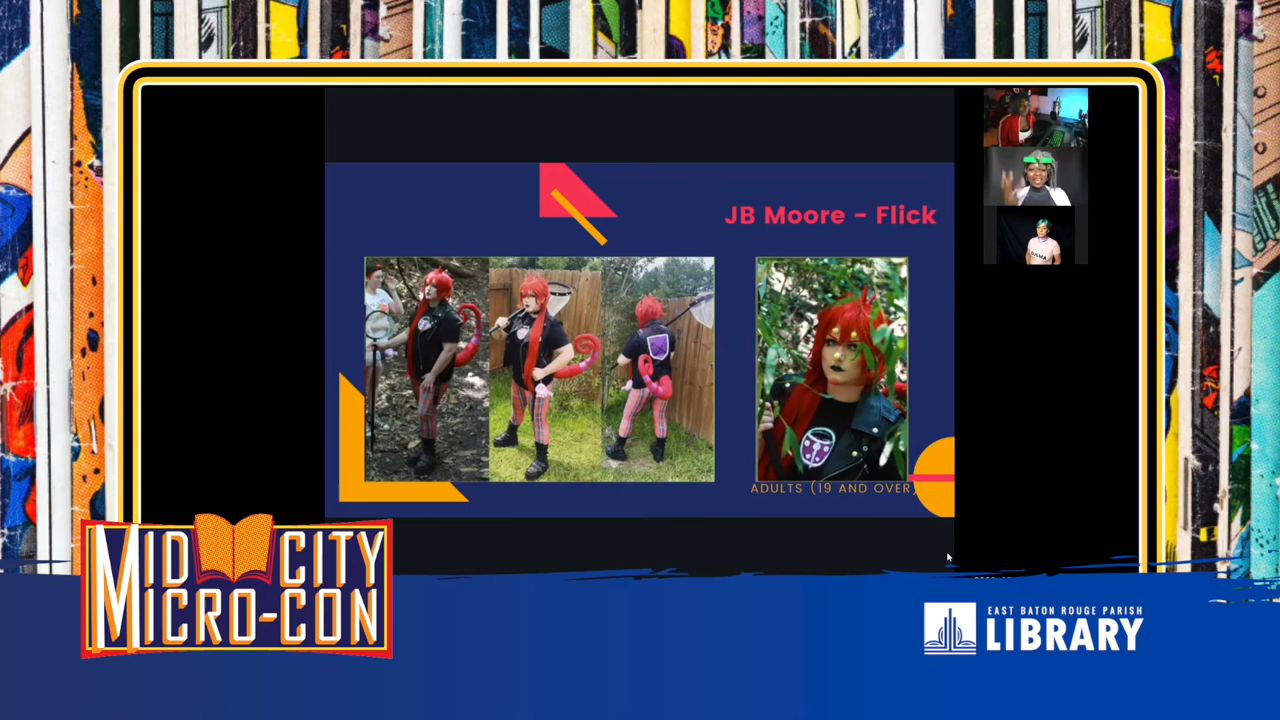 JB Moore - Flick
ADULTS (19 AND OVER)
MID CITY
MICRO-CON
EAST BATON ROUGE PARISH
LIBRARY